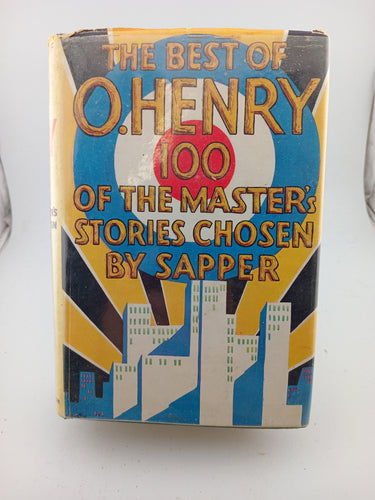 THE BEST OF
O.HENRY
100
OF THE MASTER's
STORIES CHOSEN
BY SAPPER